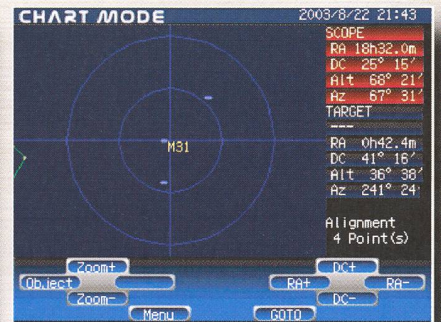 CHART MODE 2003/8/22 21:43
SCOPE
RA 18h32.0m
DC 25° 15′
Alt 68° 21′
Az 67° 31′
TARGET
---
RA 0h42.4m
DC 41° 16′
Alt 36° 38′
Az 241° 24′
M31
Alignment
4 Point(s)
Zoom+ DC+
Object RA+ RA-
Zoom- DC-
Menu GOTO